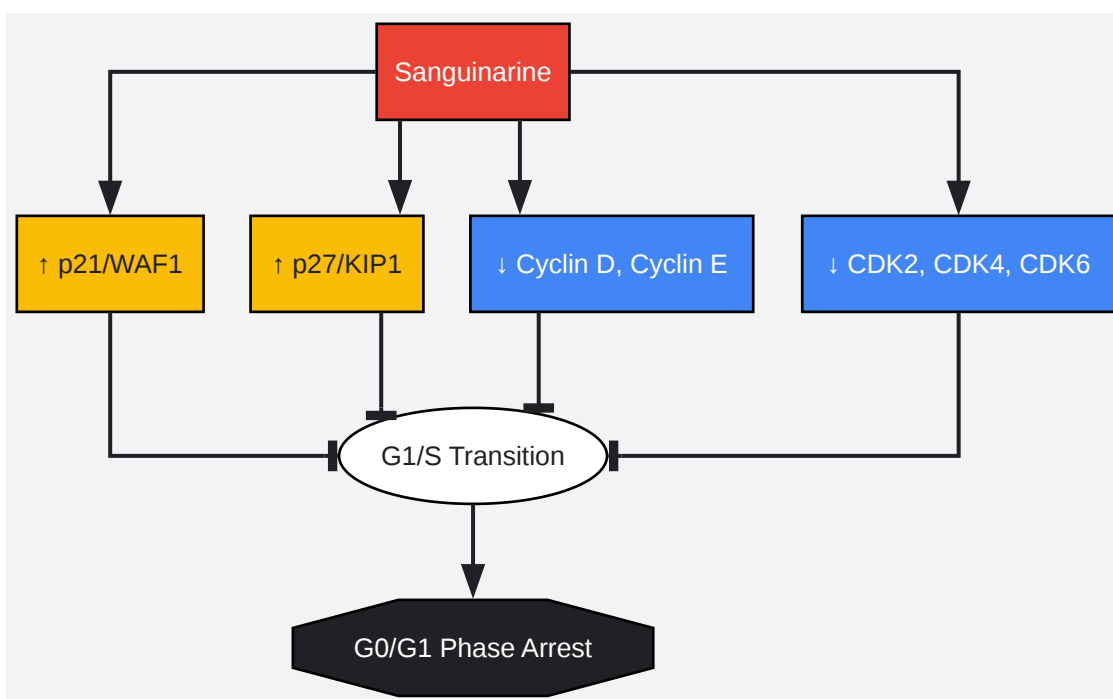 Sanguinarine
↑ p21/WAF1
↑ p27/KIP1
↓ Cyclin D, Cyclin E
↓ CDK2, CDK4, CDK6
G1/S Transition
G0/G1 Phase Arrest